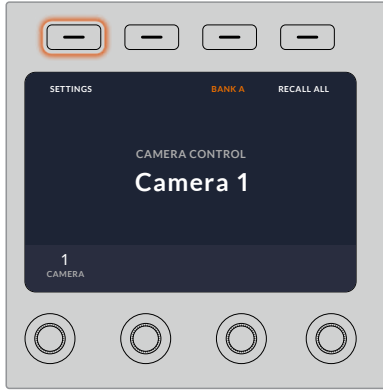 SETTINGS BANK A RECALL ALL
CAMERA CONTROL
Camera 1
1
CAMERA